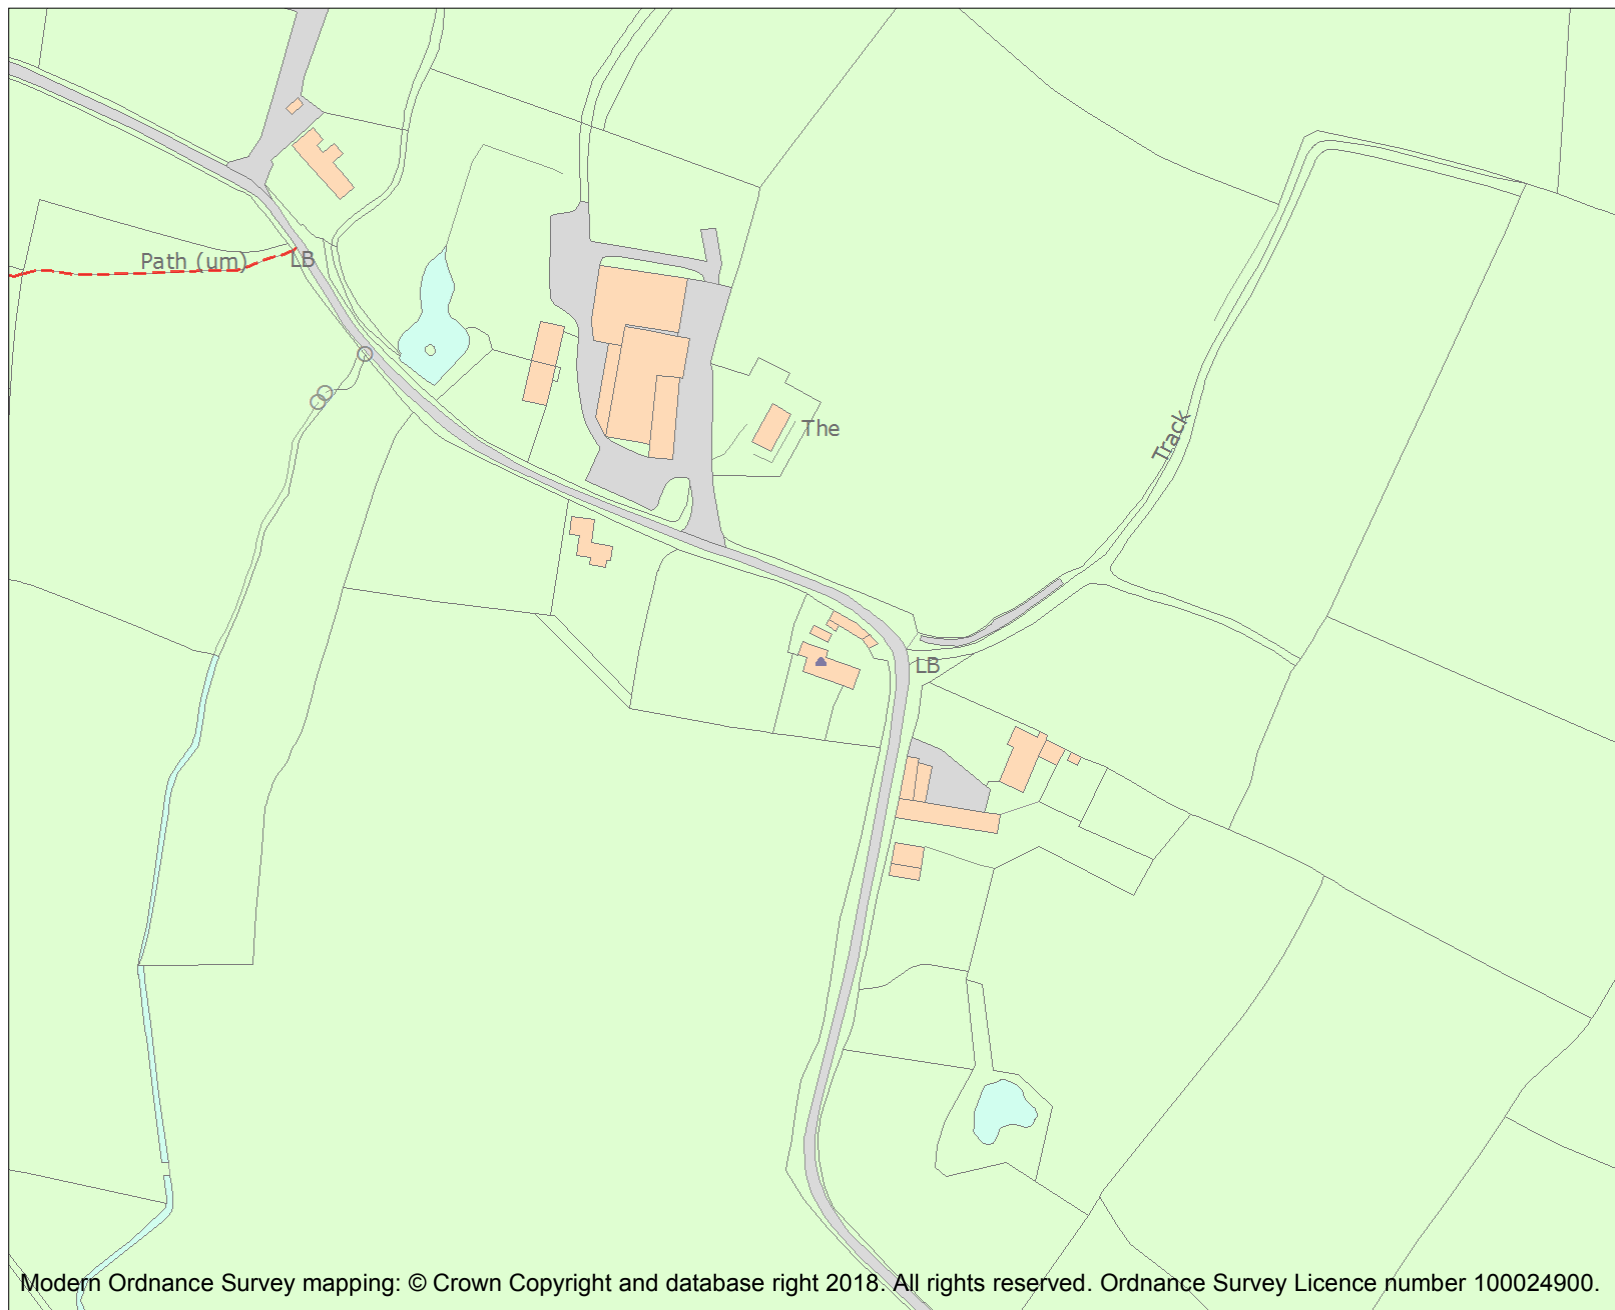 Path (um)
LB
The
Track
LB
Modern Ordnance Survey mapping: © Crown Copyright and database right 2018. All rights reserved. Ordnance Survey Licence number 100024900.